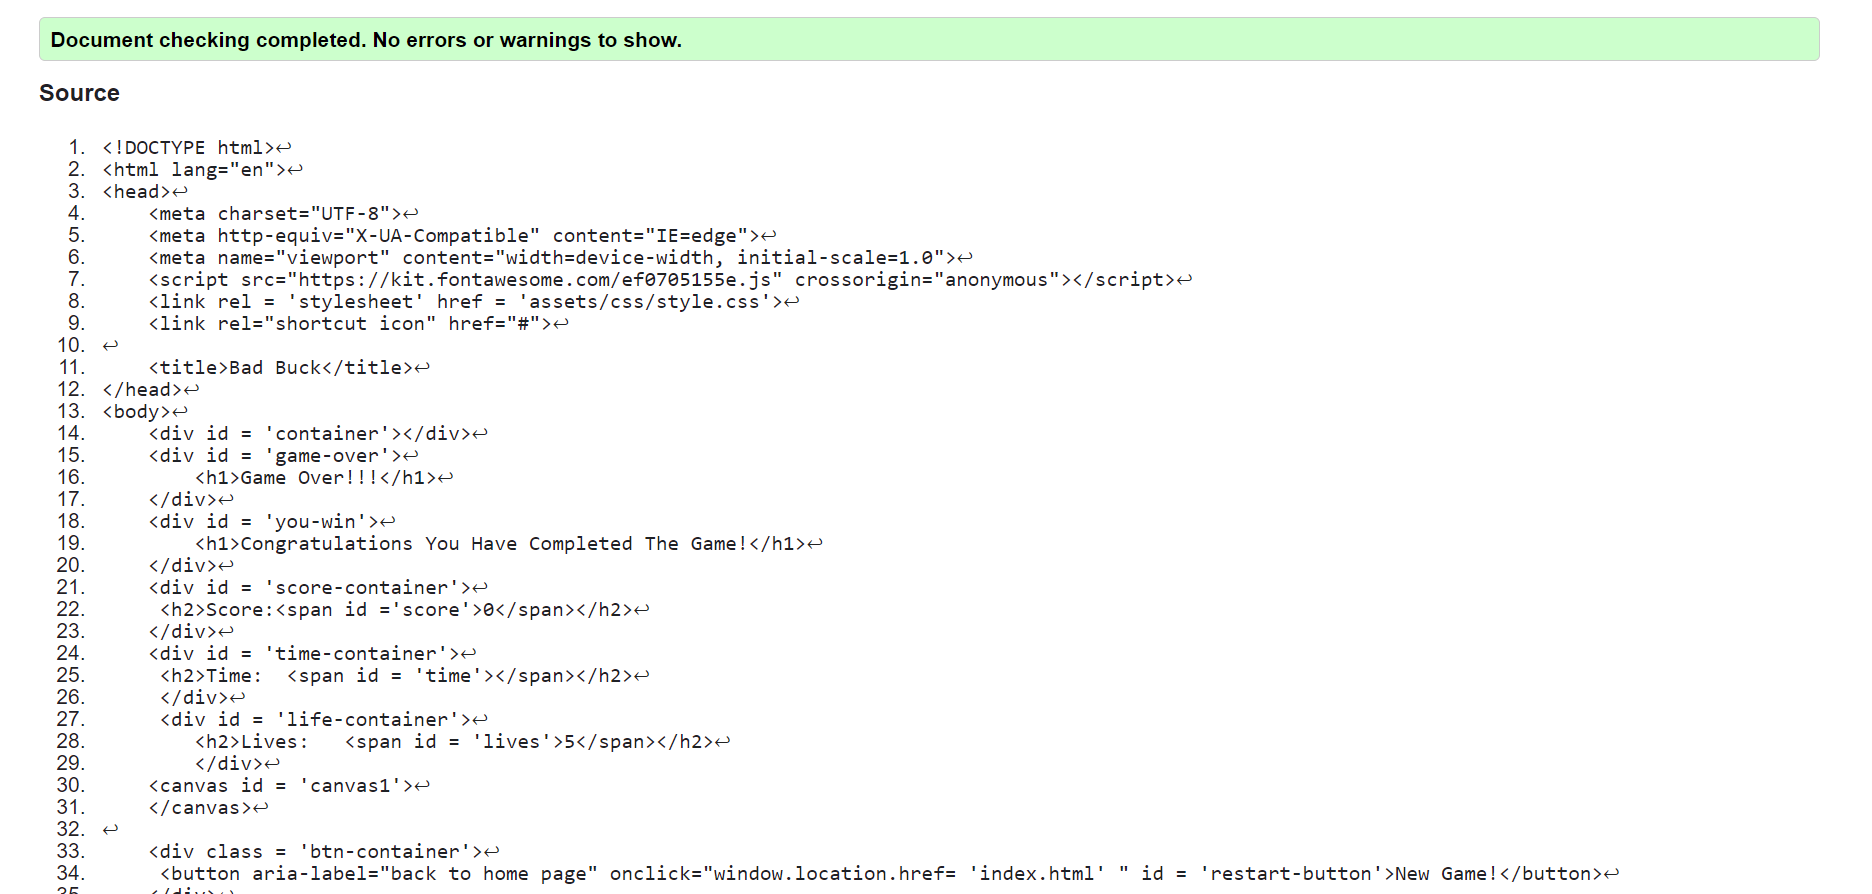 Document checking completed. No errors or warnings to show.
Source
1. <!DOCTYPE html>↩
2. <html lang="en">↩
3. <head>↩
4.     <meta charset="UTF-8">↩
5.     <meta http-equiv="X-UA-Compatible" content="IE=edge">↩
6.     <meta name="viewport" content="width=device-width, initial-scale=1.0">↩
7.     <script src="https://kit.fontawesome.com/ef0705155e.js" crossorigin="anonymous"></script>↩
8.     <link rel = 'stylesheet' href = 'assets/css/style.css'>↩
9.     <link rel="shortcut icon" href="#">↩
10. ↩
11.     <title>Bad Buck</title>↩
12. </head>↩
13. <body>↩
14.     <div id = 'container'></div>↩
15.     <div id = 'game-over'>↩
16.         <h1>Game Over!!!</h1>↩
17.     </div>↩
18.     <div id = 'you-win'>↩
19.         <h1>Congratulations You Have Completed The Game!</h1>↩
20.     </div>↩
21.     <div id = 'score-container'>↩
22.      <h2>Score:<span id ='score'>0</span></h2>↩
23.     </div>↩
24.     <div id = 'time-container'>↩
25.      <h2>Time:  <span id = 'time'></span></h2>↩
26.      </div>↩
27.      <div id = 'life-container'>↩
28.         <h2>Lives:   <span id = 'lives'>5</span></h2>↩
29.         </div>↩
30.     <canvas id = 'canvas1'>↩
31.     </canvas>↩
32. ↩
33.     <div class = 'btn-container'>↩
34.      <button aria-label="back to home page" onclick="window.location.href= 'index.html' " id = 'restart-button'>New Game!</button>↩